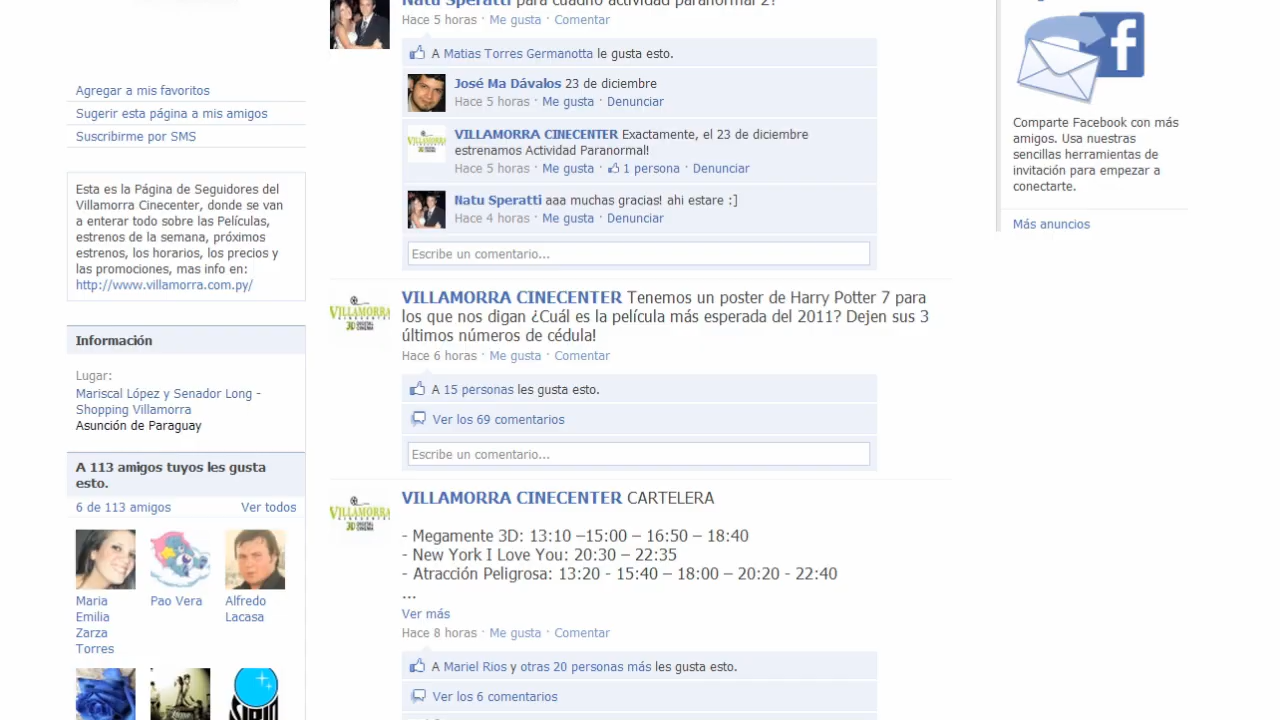 Agregar a mis favoritos
Sugerir esta página a mis amigos
Suscribirme por SMS
Esta es la Página de Seguidores del
Villamorra Cinecenter, donde se van
a enterar todo sobre las Películas,
estrenos de la semana, próximos
estrenos, los horarios, los precios y
las promociones, mas info en:
http://www.villamorra.com.py/
Información
Lugar:
Mariscal López y Senador Long -
Shopping Villamorra
Asunción de Paraguay
A 113 amigos tuyos les gusta
esto.
6 de 113 amigos Ver todos
Maria
Emilia
Zarza
Torres
Pao Vera
Alfredo
Lacasa
Natu Speratti para cuadno actividad paranormal 2?
Hace 5 horas · Me gusta · Comentar
A Matias Torres Germanotta le gusta esto.
José Ma Dávalos 23 de diciembre
Hace 5 horas · Me gusta · Denunciar
VILLAMORRA CINECENTER Exactamente, el 23 de diciembre
estrenamos Actividad Paranormal!
Hace 5 horas · Me gusta · 1 persona · Denunciar
Natu Speratti aaa muchas gracias! ahi estare :]
Hace 4 horas · Me gusta · Denunciar
Escribe un comentario...
VILLAMORRA CINECENTER Tenemos un poster de Harry Potter 7 para
los que nos digan ¿Cuál es la película más esperada del 2011? Dejen sus 3
últimos números de cédula!
Hace 6 horas · Me gusta · Comentar
A 15 personas les gusta esto.
Ver los 69 comentarios
Escribe un comentario...
VILLAMORRA CINECENTER CARTELERA
- Megamente 3D: 13:10 –15:00 – 16:50 – 18:40
- New York I Love You: 20:30 – 22:35
- Atracción Peligrosa: 13:20 - 15:40 – 18:00 – 20:20 - 22:40
...
Ver más
Hace 8 horas · Me gusta · Comentar
A Mariel Rios y otras 20 personas más les gusta esto.
Ver los 6 comentarios
Comparte Facebook con más
amigos. Usa nuestras
sencillas herramientas de
invitación para empezar a
conectarte.
Más anuncios